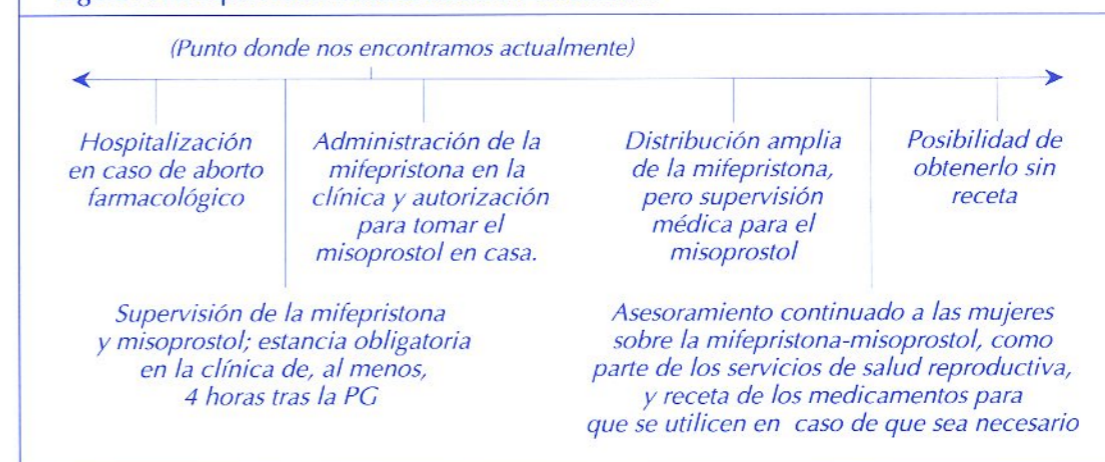 (Punto donde nos encontramos actualmente)
Hospitalización
en caso de aborto
farmacológico
Administración de la
mifepristona en la
clínica y autorización
para tomar el
misoprostol en casa.
Distribución amplia
de la mifepristona,
pero supervisión
médica para el
misoprostol
Posibilidad de
obtenerlo sin
receta
Supervisión de la mifepristona
y misoprostol; estancia obligatoria
en la clínica de, al menos,
4 horas tras la PG
Asesoramiento continuado a las mujeres
sobre la mifepristona-misoprostol, como
parte de los servicios de salud reproductiva,
y receta de los medicamentos para
que se utilicen en caso de que sea necesario